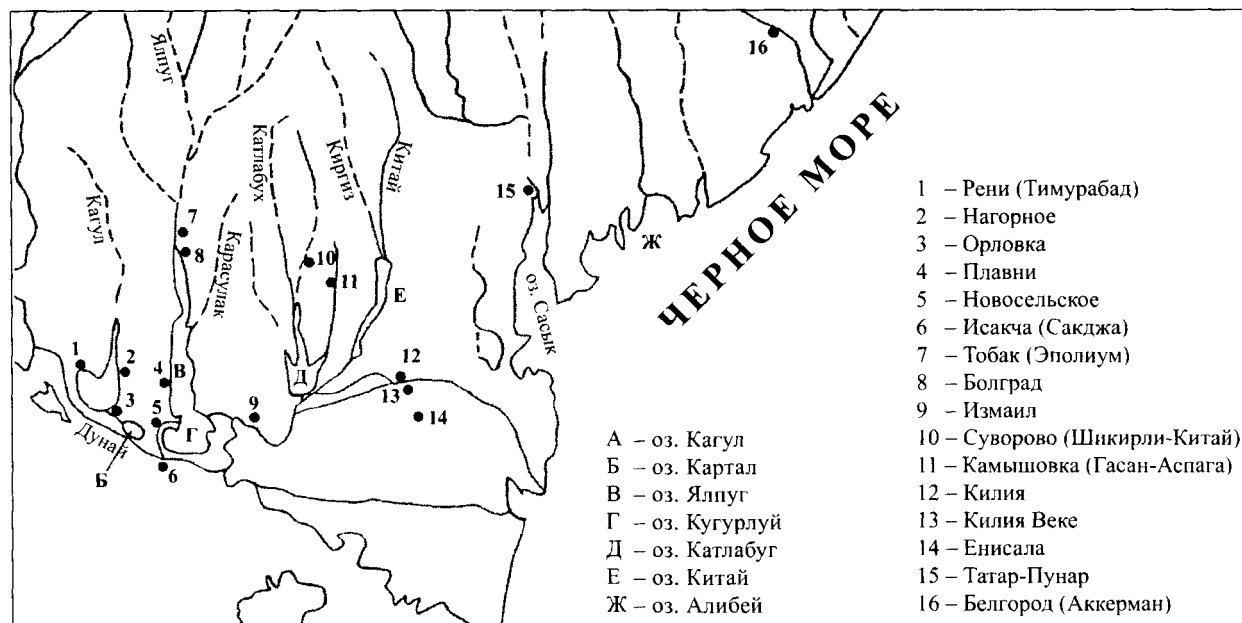 16
Ялпуг
Катлабух
Киргиз
Китай
Кагул
Карасулак
ЧЕРНОЕ МОРЕ
15
7
8
10
11
Е
Ж
оз. Сасык
1
2
4
В
Д
12
13
14
3
5
Г
9
Дунай
Б
6
А – оз. Кагул
Б – оз. Картал
В – оз. Ялпуг
Г – оз. Кугурлуй
Д – оз. Катлабуг
Е – оз. Китай
Ж – оз. Алибей
1 – Рени (Тимурабад)
2 – Нагорное
3 – Орловка
4 – Плавни
5 – Новосельское
6 – Исакча (Сакджа)
7 – Тобак (Эполиум)
8 – Болград
9 – Измаил
10 – Суворово (Шикирли-Китай)
11 – Камышовка (Гасан-Аспага)
12 – Килия
13 – Килия Веке
14 – Енисала
15 – Татар-Пунар
16 – Белгород (Аккерман)